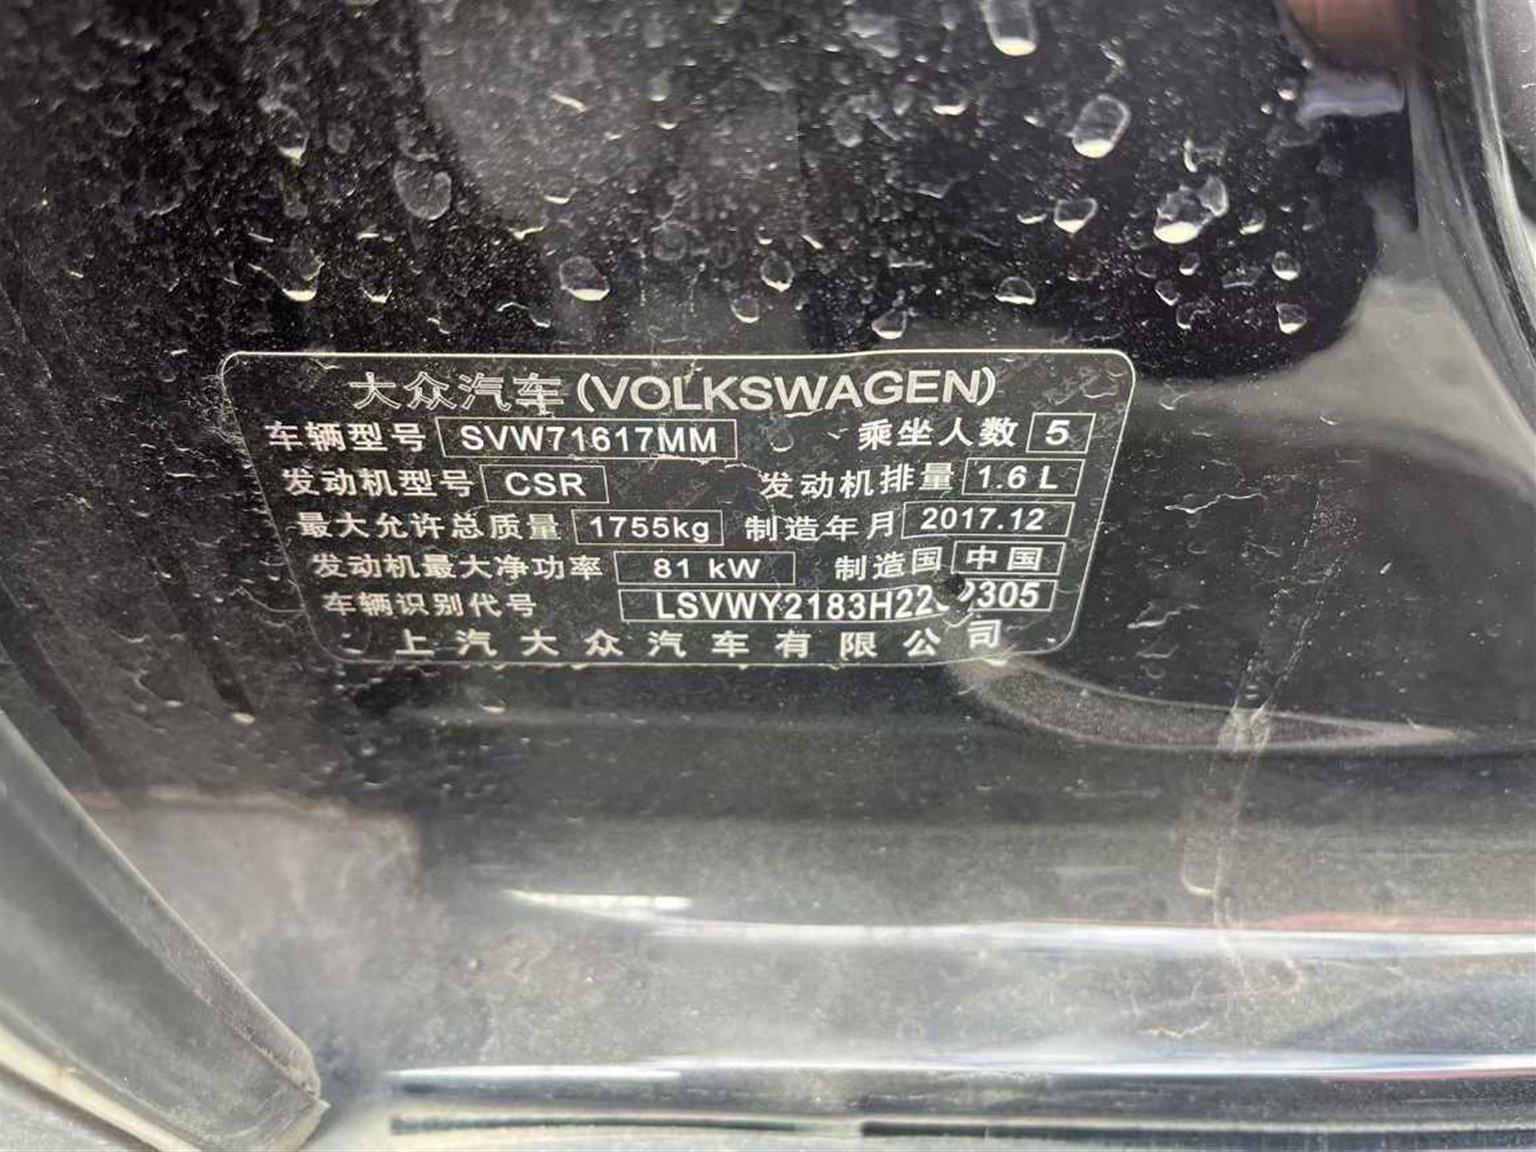 大众汽车(VOLKSWAGEN)
车辆型号 SVW71617MM 乘坐人数 5
发动机型号 CSR 发动机排量 1.6 L
最大允许总质量 1755kg 制造年月 2017.12
发动机最大净功率 81 kW 制造国 中国
车辆识别代号
上汽大众汽车有限公司